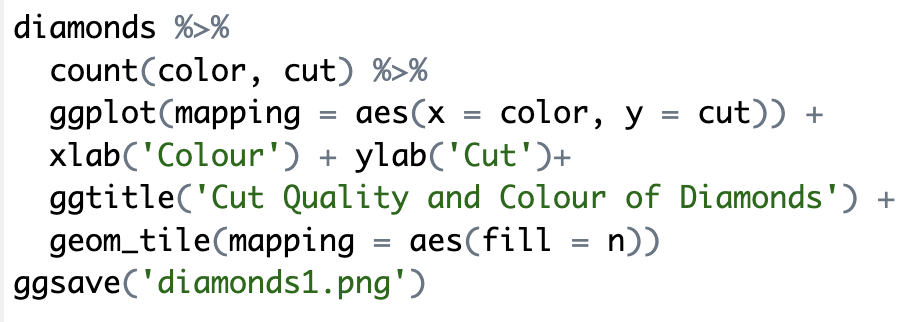 diamonds %>%
  count(color, cut) %>%
  ggplot(mapping = aes(x = color, y = cut)) +
  xlab('Colour') + ylab('Cut')+
  ggtitle('Cut Quality and Colour of Diamonds') +
  geom_tile(mapping = aes(fill = n))
ggsave('diamonds1.png')